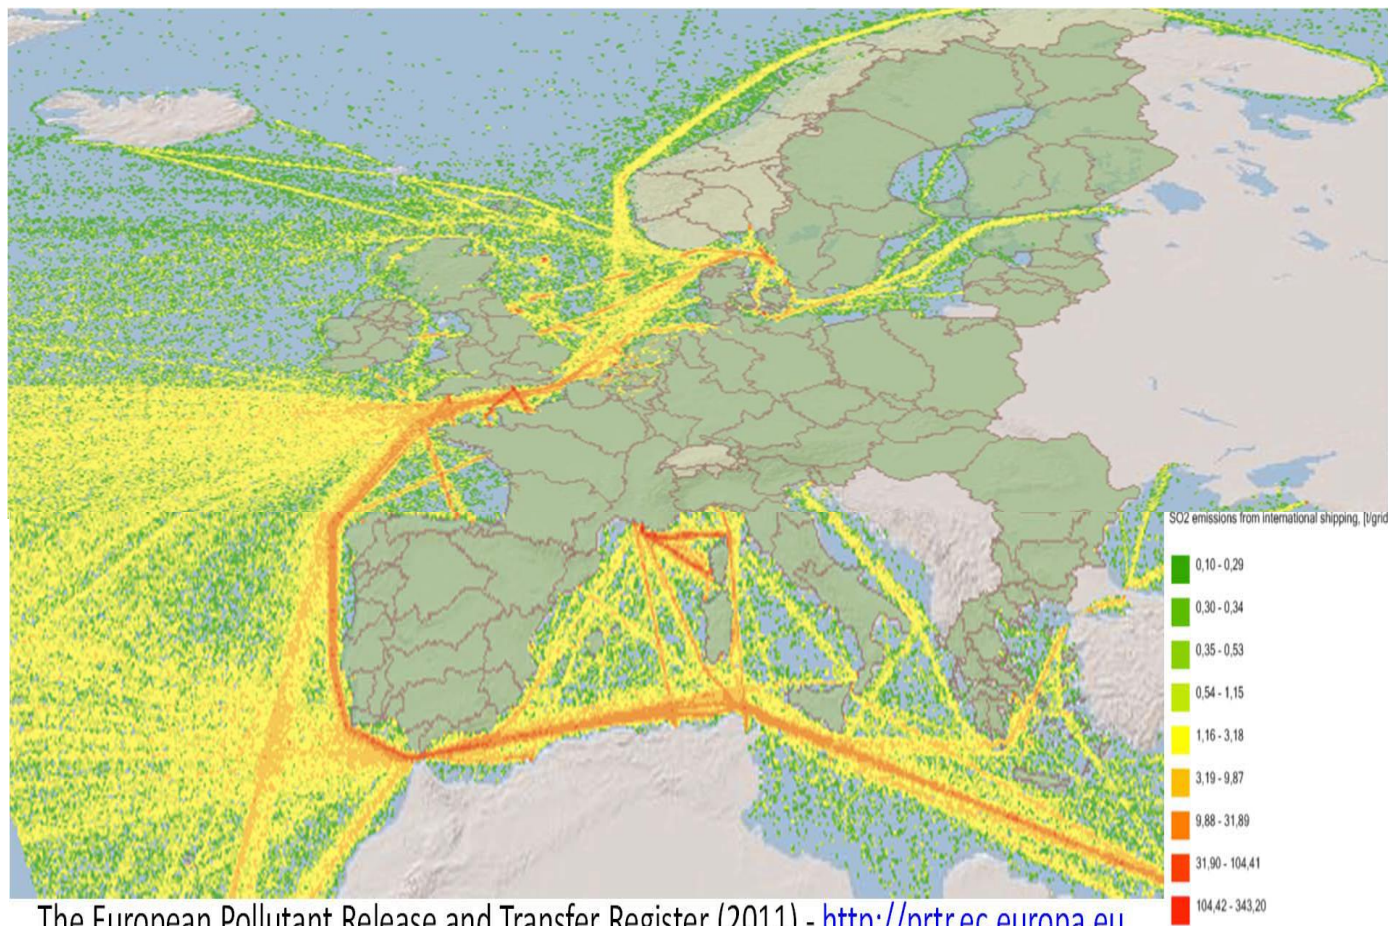 SO2 emissions from international shipping, [t/grid
0,10 - 0,29
0,30 - 0,34
0,35 - 0,53
0,54 - 1,15
1,16 - 3,18
3,19 - 9,87
9,88 - 31,89
31,90 - 104,41
104,42 - 343,20
The European Pollutant Release and Transfer Register (2011) - http://prtr.ec.europa.eu